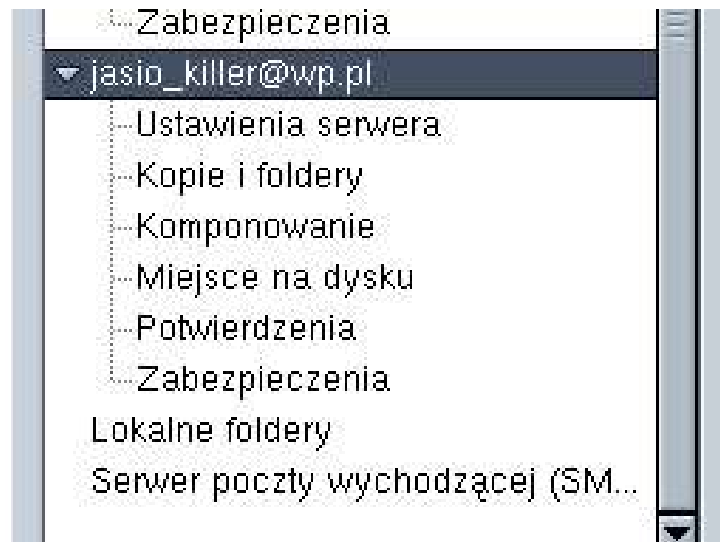 Zabezpieczenia
jasio_killer@wp.pl
Ustawienia serwera
Kopie i foldery
Komponowanie
Miejsce na dysku
Potwierdzenia
Zabezpieczenia
Lokalne foldery
Serwer poczty wychodzącej (SM...